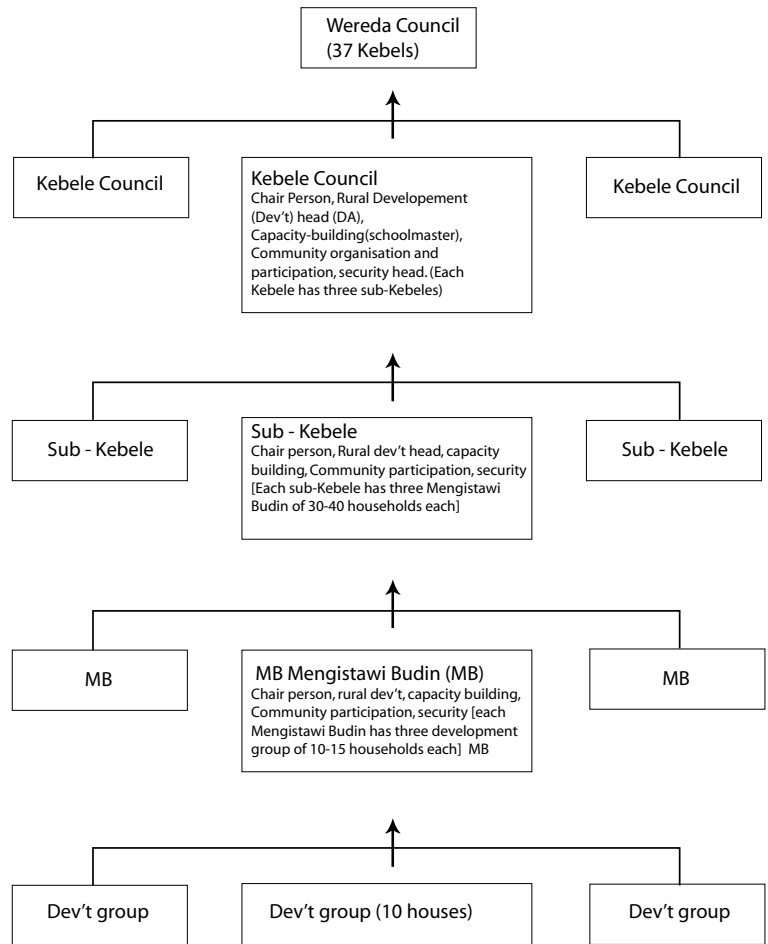 Wereda Council
(37 Kebels)
Kebele Council
Kebele Council
Chair Person, Rural Developement
(Dev't) head (DA),
Capacity-building(schoolmaster),
Community organisation and
participation, security head. (Each
Kebele has three sub-Kebeles)
Kebele Council
Sub - Kebele
Sub - Kebele
Chair person, Rural dev't head, capacity
building, Community participation, security
[Each sub-Kebele has three Mengistawi
Budin of 30-40 households each]
Sub - Kebele
MB
MB Mengistawi Budin (MB)
Chair person, rural dev't, capacity building,
Community participation, security [each
Mengistawi Budin has three development
group of 10-15 households each] MB
MB
Dev't group
Dev't group (10 houses)
Dev't group